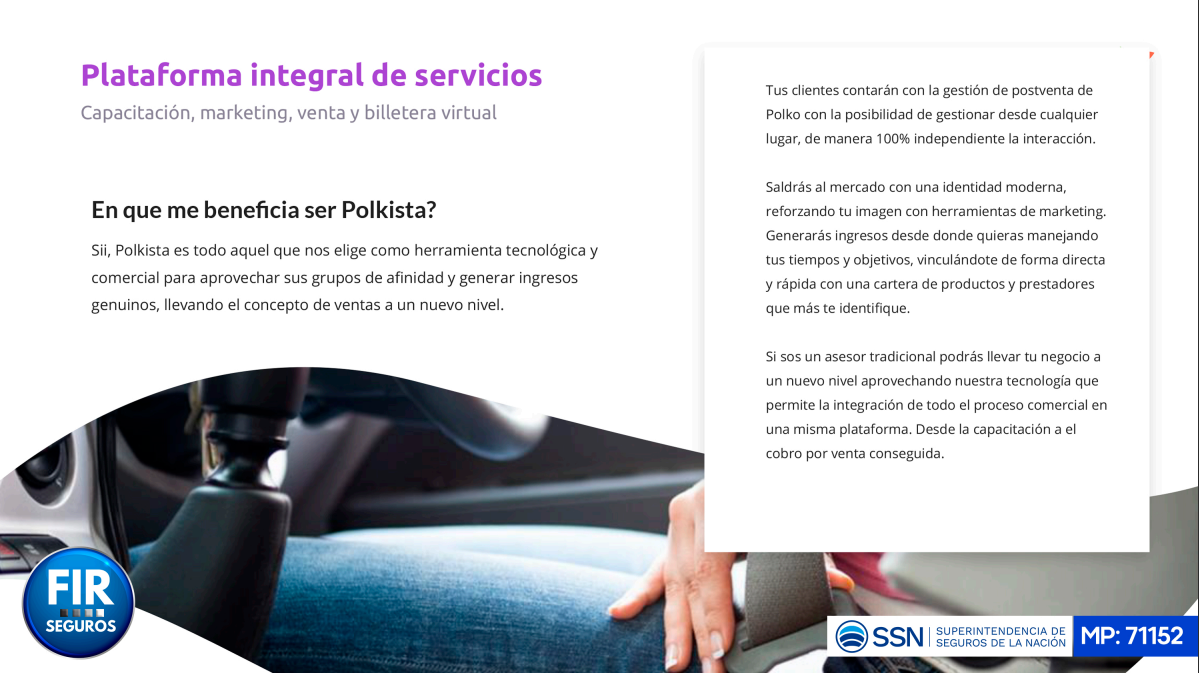 Plataforma integral de servicios
Capacitación, marketing, venta y billetera virtual
En que me beneficia ser Polkista?
Sii, Polkista es todo aquel que nos elige como herramienta tecnológica y
comercial para aprovechar sus grupos de afinidad y generar ingresos
genuinos, llevando el concepto de ventas a un nuevo nivel.
Tus clientes contarán con la gestión de postventa de
Polko con la posibilidad de gestionar desde cualquier
lugar, de manera 100% independiente la interacción.
Saldrás al mercado con una identidad moderna,
reforzando tu imagen con herramientas de marketing.
Generarás ingresos desde donde quieras manejando
tus tiempos y objetivos, vinculándote de forma directa
y rápida con una cartera de productos y prestadores
que más te identifique.
Si sos un asesor tradicional podrás llevar tu negocio a
un nuevo nivel aprovechando nuestra tecnología que
permite la integración de todo el proceso comercial en
una misma plataforma. Desde la capacitación a el
cobro por venta conseguida.
FIR
SEGUROS
SSN
SUPERINTENDENCIA DE
SEGUROS DE LA NACIÓN
MP: 71152